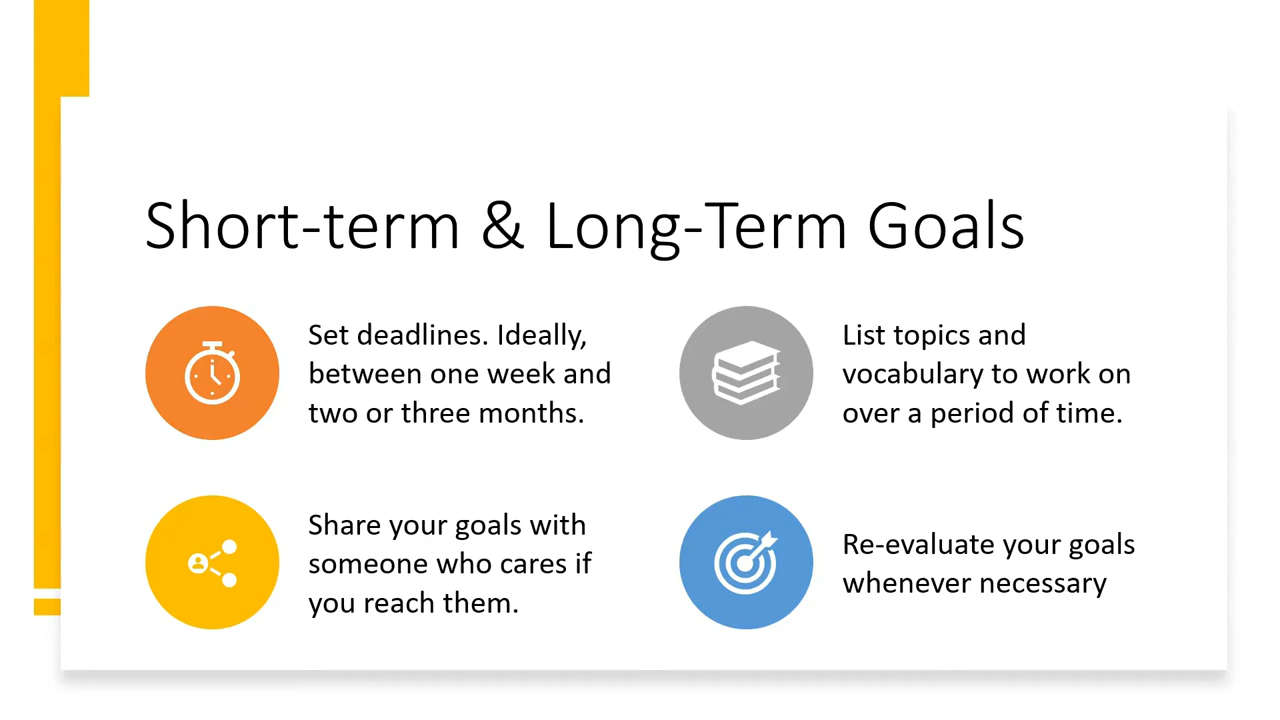 Short-term & Long-Term Goals
Set deadlines. Ideally,
between one week and
two or three months.
List topics and
vocabulary to work on
over a period of time.
Share your goals with
someone who cares if
you reach them.
Re-evaluate your goals
whenever necessary